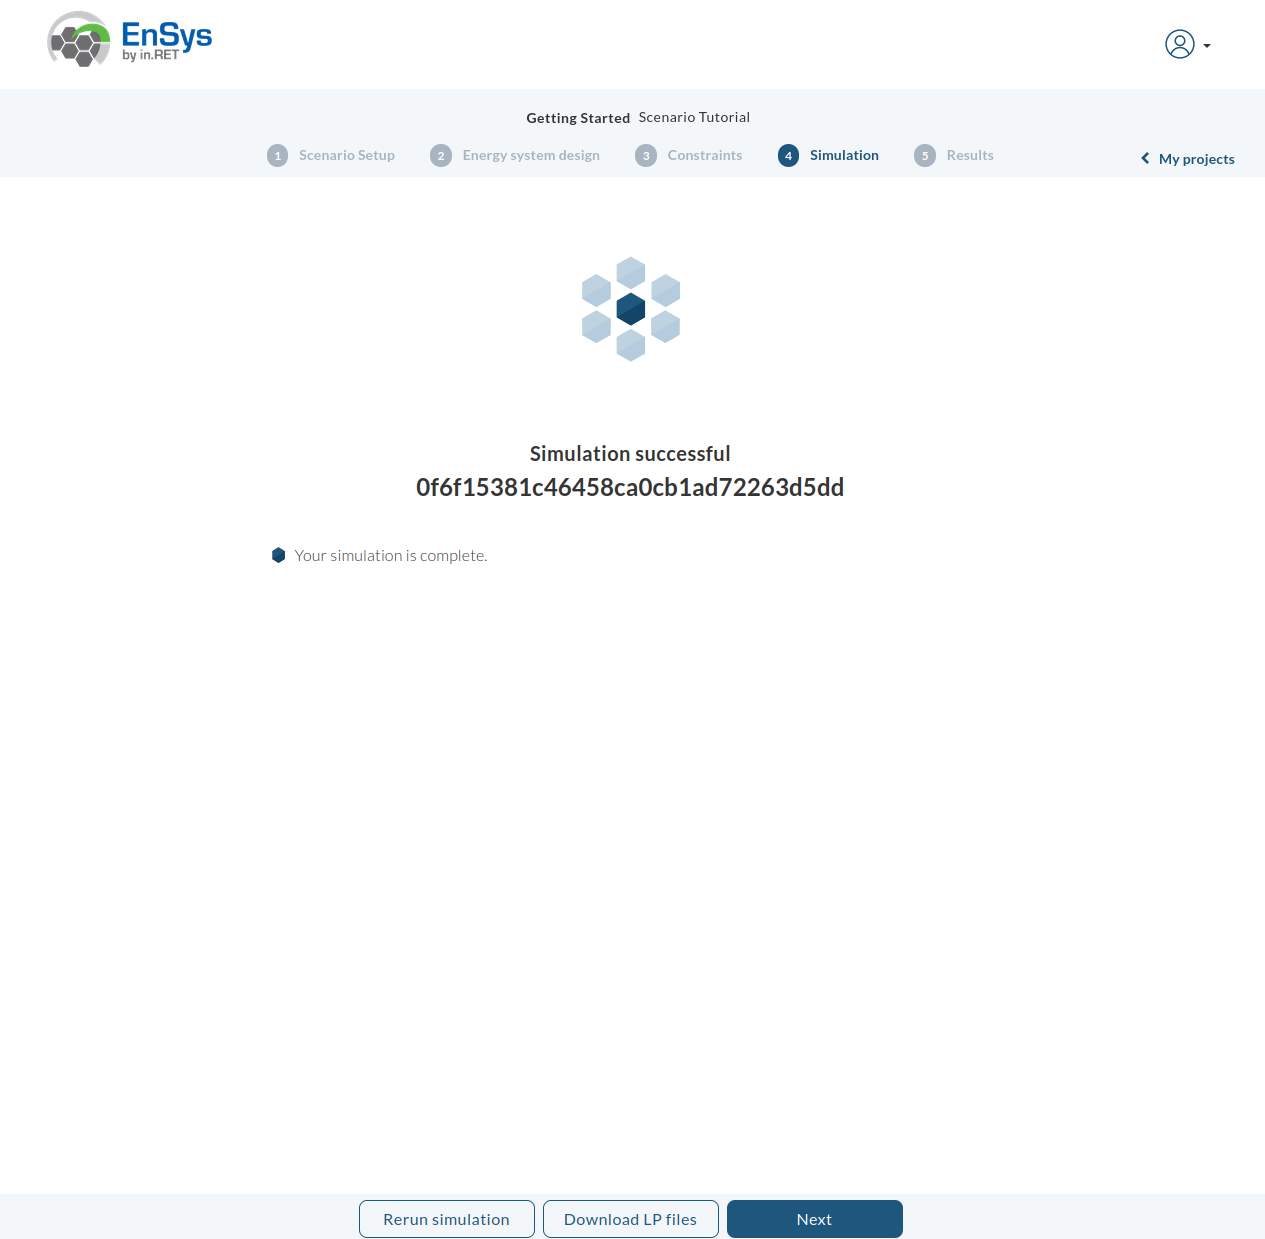 EnSys
by in.RET
Getting Started Scenario Tutorial
1 Scenario Setup 2 Energy system design 3 Constraints 4 Simulation 5 Results
My projects
Simulation successful
0f6f15381c46458ca0cb1ad72263d5dd
Your simulation is complete.
Rerun simulation Download LP files Next